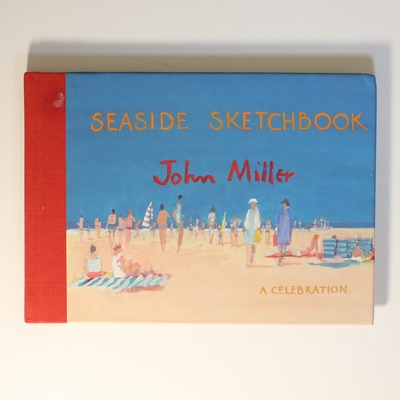 SEASIDE SKETCHBOOK
John Miller
A CELEBRATION